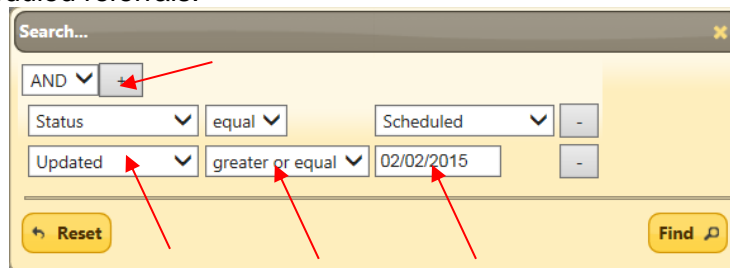 Search...
AND +
Status equal Scheduled -
Updated greater or equal 02/02/2015 -
Reset Find